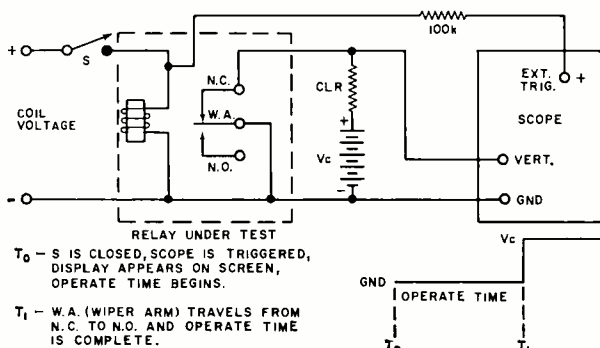 100k
+
S
N.C.
CLR
EXT.
TRIG.
+
COIL
VOLTAGE
W.A.
+
SCOPE
Vc
N.O.
VERT.
-
-
GND
RELAY UNDER TEST
Vc
T0 - S IS CLOSED, SCOPE IS TRIGGERED,
DISPLAY APPEARS ON SCREEN,
OPERATE TIME BEGINS.
GND
OPERATE TIME
T1 - W.A. (WIPER ARM) TRAVELS FROM
N.C. TO N.O. AND OPERATE TIME
IS COMPLETE.